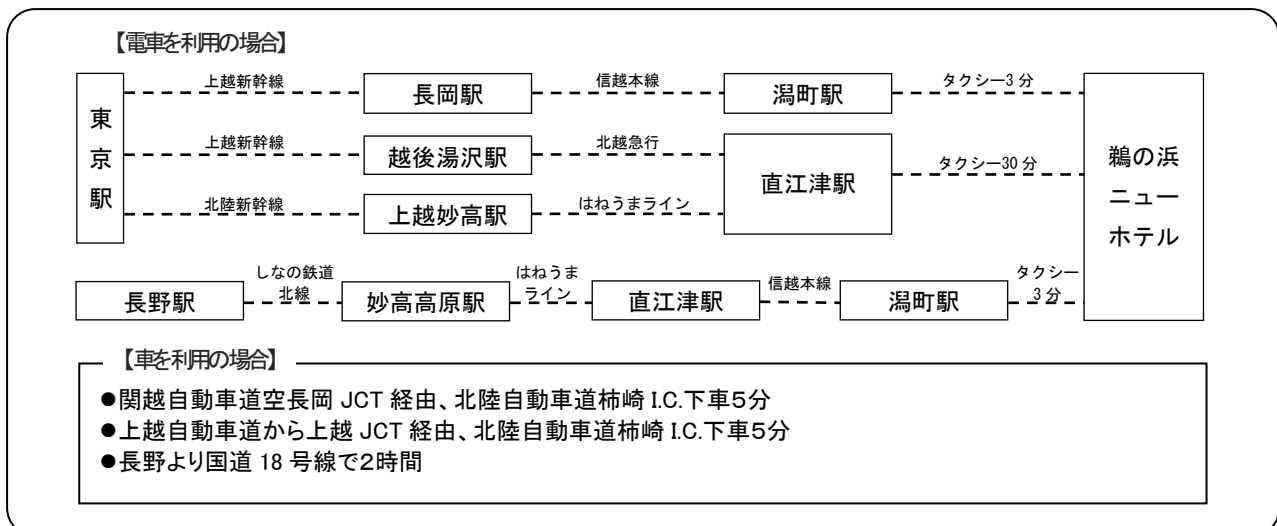 【電車を利用の場合】
東京駅
上越新幹線
長岡駅
信越本線
潟町駅
タクシー3分
上越新幹線
越後湯沢駅
北越急行
直江津駅
タクシー30分
北陸新幹線
上越妙高駅
はねうまライン
鵜の浜
ニュー
ホテル
長野駅
しなの鉄道
北線
妙高高原駅
はねうま
ライン
直江津駅
信越本線
潟町駅
タクシー
3分
【車を利用の場合】
●関越自動車道空長岡 JCT 経由、北陸自動車道柿崎 I.C.下車5分
●上越自動車道から上越 JCT 経由、北陸自動車道柿崎 I.C.下車5分
●長野より国道 18 号線で2時間